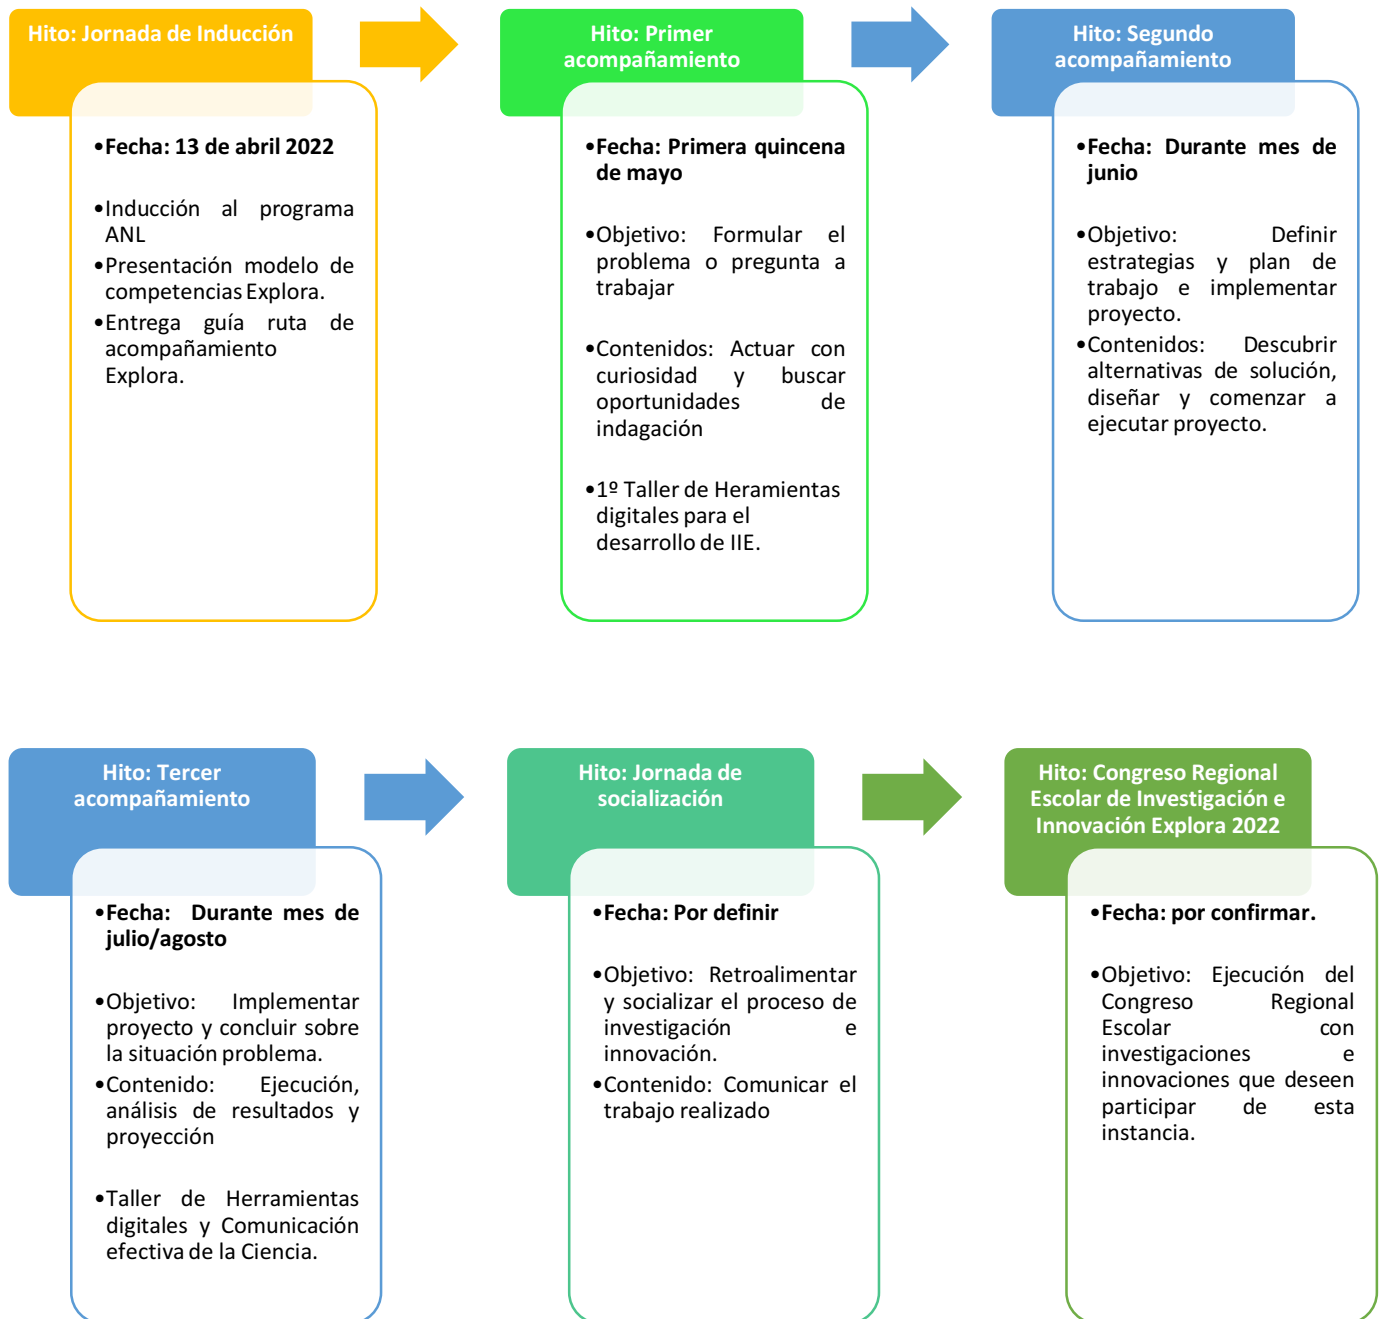 Hito: Jornada de Inducción
•Fecha: 13 de abril 2022
•Inducción al programa
ANL
•Presentación modelo de
competencias Explora.
•Entrega guía ruta de
acompañamiento
Explora.
Hito: Primer
acompañamiento
•Fecha: Primera quincena
de mayo
•Objetivo: Formular el
problema o pregunta a
trabajar
•Contenidos: Actuar con
curiosidad y buscar
oportunidades de
indagación
•1º Taller de Heramientas
digitales para el
desarrollo de IIE.
Hito: Segundo
acompañamiento
•Fecha: Durante mes de
junio
•Objetivo: Definir
estrategias y plan de
trabajo e implementar
proyecto.
•Contenidos: Descubrir
alternativas de solución,
diseñar y comenzar a
ejecutar proyecto.
Hito: Tercer
acompañamiento
•Fecha: Durante mes de
julio/agosto
•Objetivo: Implementar
proyecto y concluir sobre
la situación problema.
•Contenido: Ejecución,
análisis de resultados y
proyección
•Taller de Herramientas
digitales y Comunicación
efectiva de la Ciencia.
Hito: Jornada de
socialización
•Fecha: Por definir
•Objetivo: Retroalimentar
y socializar el proceso de
investigación e
innovación.
•Contenido: Comunicar el
trabajo realizado
Hito: Congreso Regional
Escolar de Investigación e
Innovación Explora 2022
•Fecha: por confirmar.
•Objetivo: Ejecución del
Congreso Regional
Escolar con
investigaciones e
innovaciones que deseen
participar de esta
instancia.